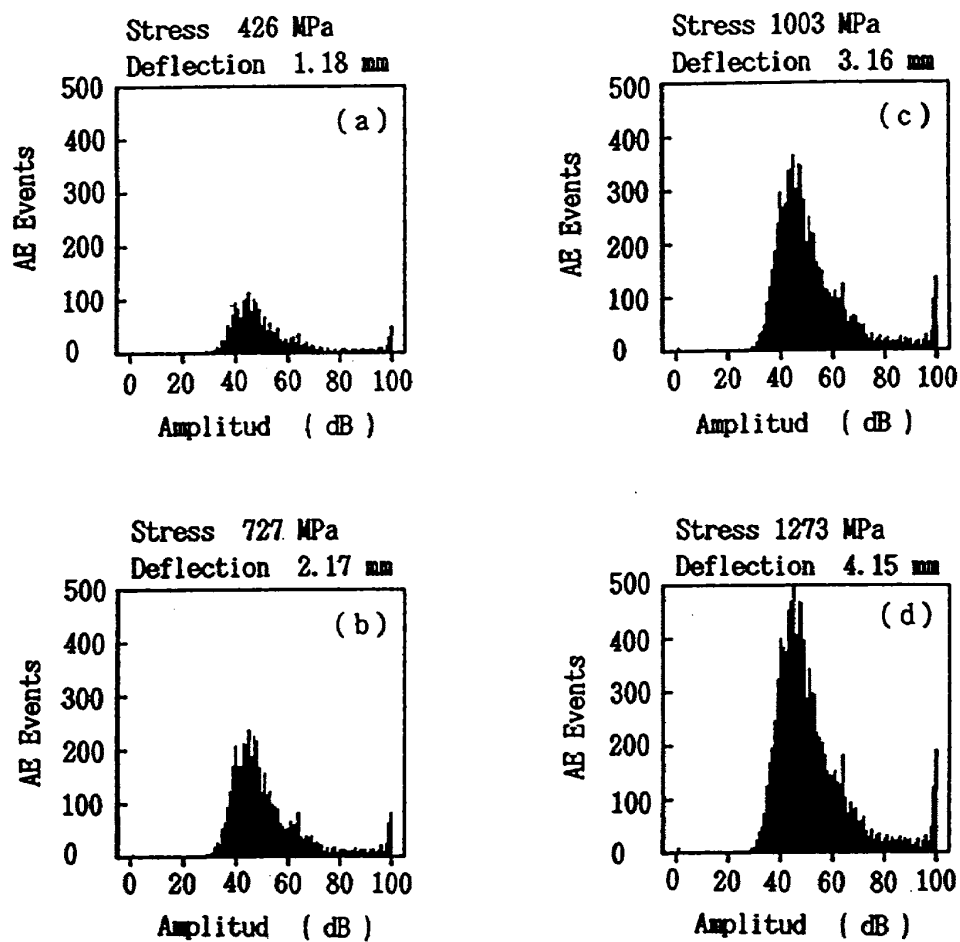 Stress 426 MPa
Deflection 1.18 mm
(a)
500
400
300
200
100
0
AE Events
0 20 40 60 80 100
Amplitud (dB)
Stress 1003 MPa
Deflection 3.16 mm
(c)
500
400
300
200
100
0
AE Events
0 20 40 60 80 100
Amplitud (dB)
Stress 727 MPa
Deflection 2.17 mm
(b)
500
400
300
200
100
0
AE Events
0 20 40 60 80 100
Amplitud (dB)
Stress 1273 MPa
Deflection 4.15 mm
(d)
500
400
300
200
100
0
AE Events
0 20 40 60 80 100
Amplitud (dB)